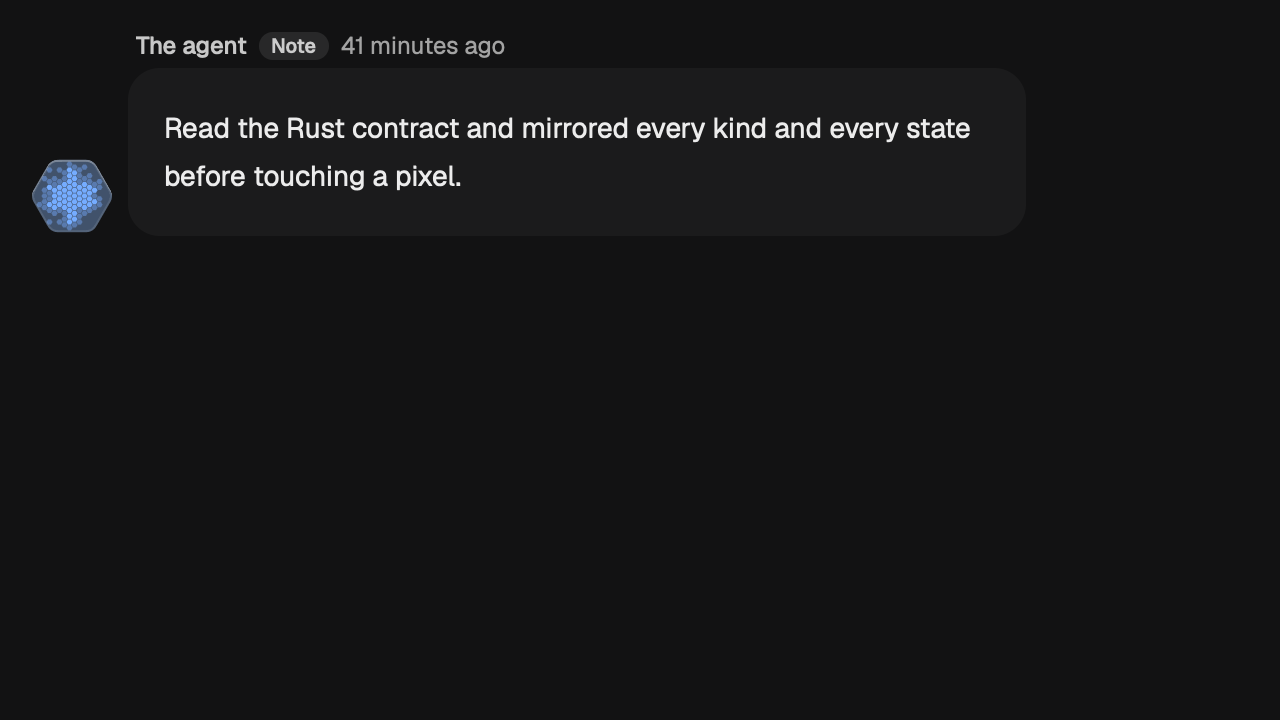 The agent Note 41 minutes ago
Read the Rust contract and mirrored every kind and every state
before touching a pixel.